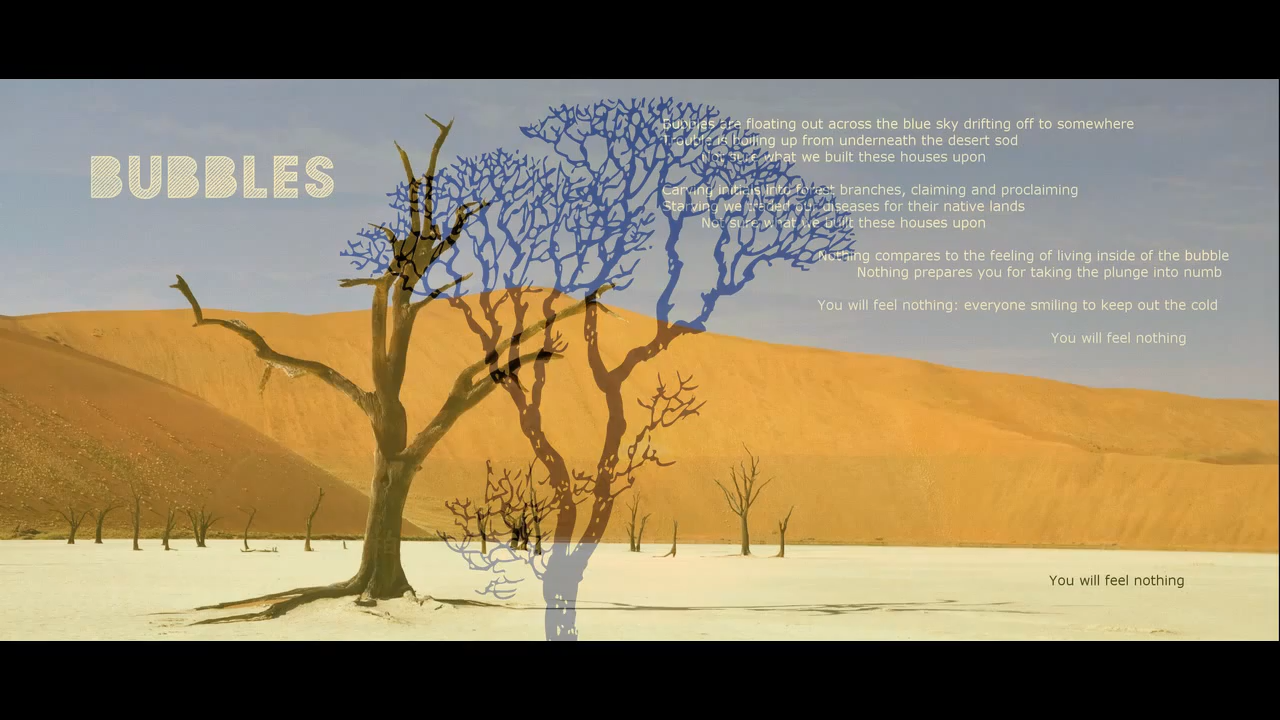 BUBBLES
Bubbles are floating out across the blue sky drifting off to somewhere
Trouble is boiling up from underneath the desert sod
Not sure what we built these houses upon
Carving initials into forest branches, claiming and proclaiming
Starving we traded our diseases for their native lands
Not sure what we built these houses upon
Nothing compares to the feeling of living inside of the bubble
Nothing prepares you for taking the plunge into numb
You will feel nothing: everyone smiling to keep out the cold
You will feel nothing
You will feel nothing